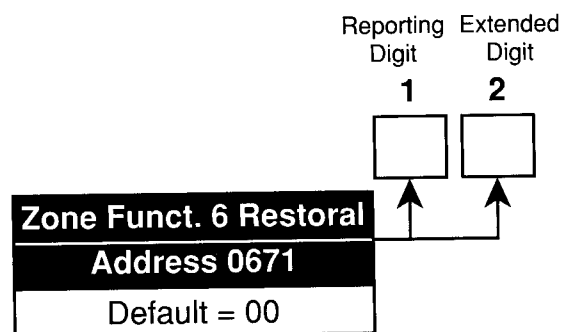 Reporting Extended
Digit Digit
1 2
Zone Funct. 6 Restoral
Address 0671
Default = 00